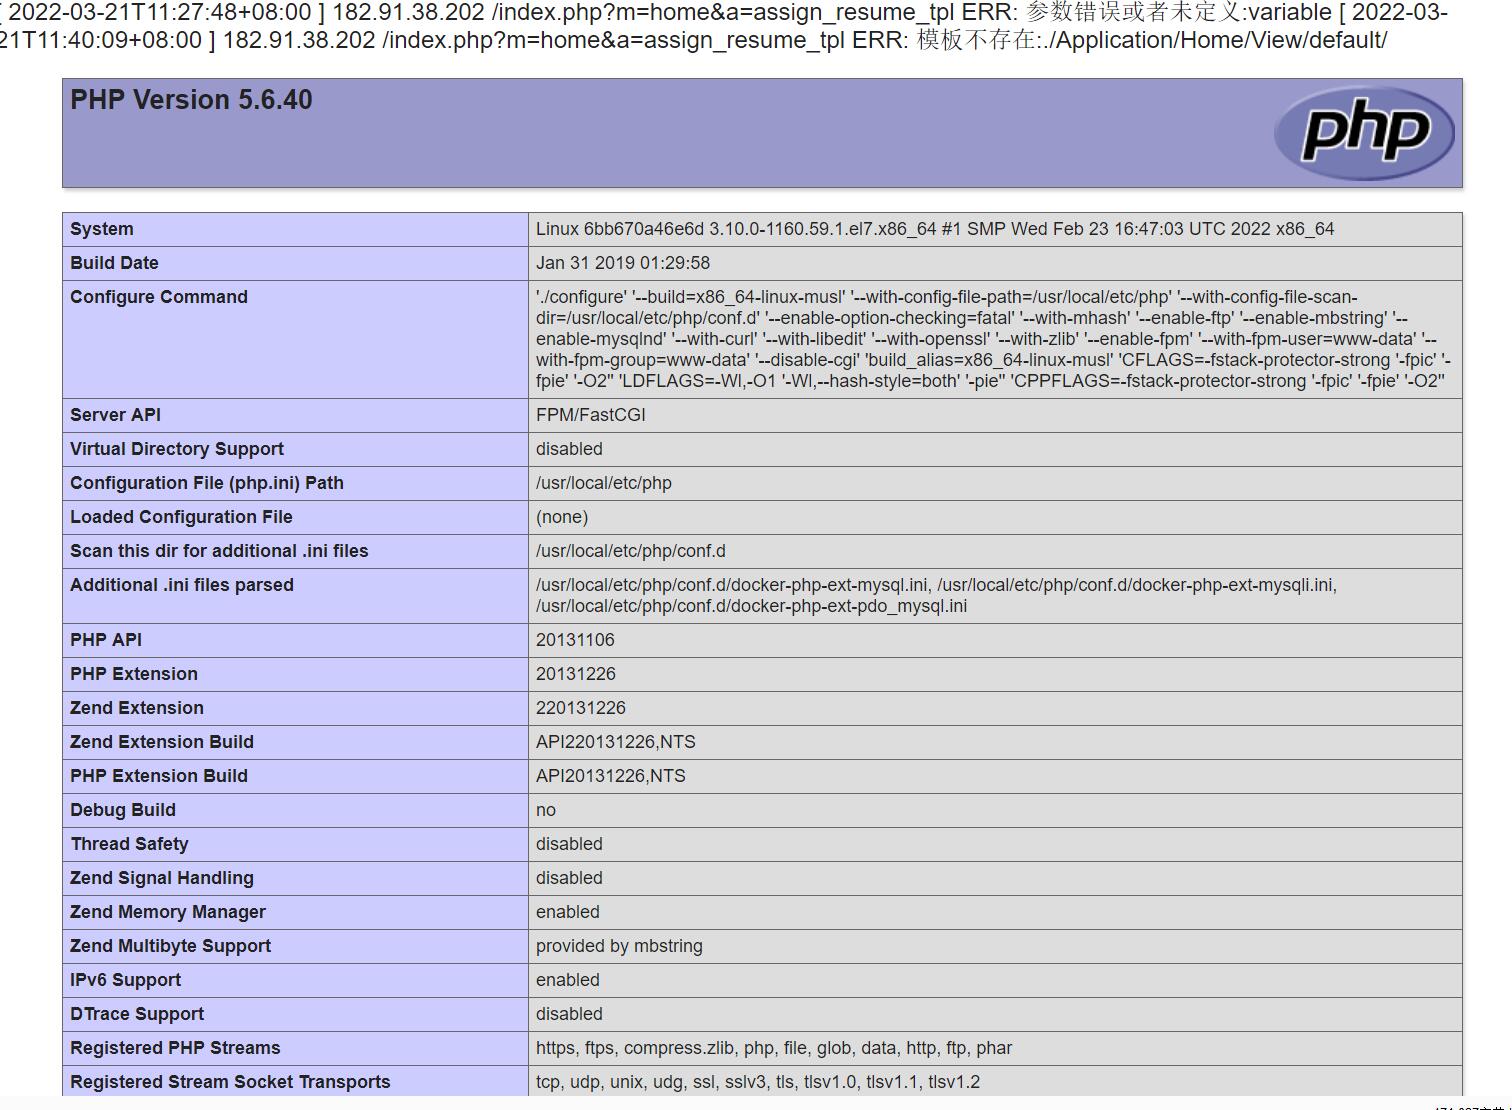 [ 2022-03-21T11:27:48+08:00 ] 182.91.38.202 /index.php?m=home&a=assign_resume_tpl ERR: 参数错误或者未定义:variable [ 2022-03-
21T11:40:09+08:00 ] 182.91.38.202 /index.php?m=home&a=assign_resume_tpl ERR: 模板不存在:./Application/Home/View/default/
PHP Version 5.6.40
php
System Linux 6bb670a46e6d 3.10.0-1160.59.1.el7.x86_64 #1 SMP Wed Feb 23 16:47:03 UTC 2022 x86_64
Build Date Jan 31 2019 01:29:58
Configure Command './configure' '--build=x86_64-linux-musl' '--with-config-file-path=/usr/local/etc/php' '--with-config-file-scan-
dir=/usr/local/etc/php/conf.d' '--enable-option-checking=fatal' '--with-mhash' '--enable-ftp' '--enable-mbstring' '--
enable-mysqlnd' '--with-curl' '--with-libedit' '--with-openssl' '--with-zlib' '--enable-fpm' '--with-fpm-user=www-data' '--
with-fpm-group=www-data' '--disable-cgi' 'build_alias=x86_64-linux-musl' 'CFLAGS=-fstack-protector-strong '-fpic' '-
fpie' '-O2'' 'LDFLAGS=-Wl,-O1 '-Wl,--hash-style=both' '-pie'' 'CPPFLAGS=-fstack-protector-strong '-fpic' '-fpie' '-O2''
Server API FPM/FastCGI
Virtual Directory Support disabled
Configuration File (php.ini) Path /usr/local/etc/php
Loaded Configuration File (none)
Scan this dir for additional .ini files /usr/local/etc/php/conf.d
Additional .ini files parsed /usr/local/etc/php/conf.d/docker-php-ext-mysql.ini, /usr/local/etc/php/conf.d/docker-php-ext-mysqli.ini,
/usr/local/etc/php/conf.d/docker-php-ext-pdo_mysql.ini
PHP API 20131106
PHP Extension 20131226
Zend Extension 220131226
Zend Extension Build API220131226,NTS
PHP Extension Build API20131226,NTS
Debug Build no
Thread Safety disabled
Zend Signal Handling disabled
Zend Memory Manager enabled
Zend Multibyte Support provided by mbstring
IPv6 Support enabled
DTrace Support disabled
Registered PHP Streams https, ftps, compress.zlib, php, file, glob, data, http, ftp, phar
Registered Stream Socket Transports tcp, udp, unix, udg, ssl, sslv3, tls, tlsv1.0, tlsv1.1, tlsv1.2